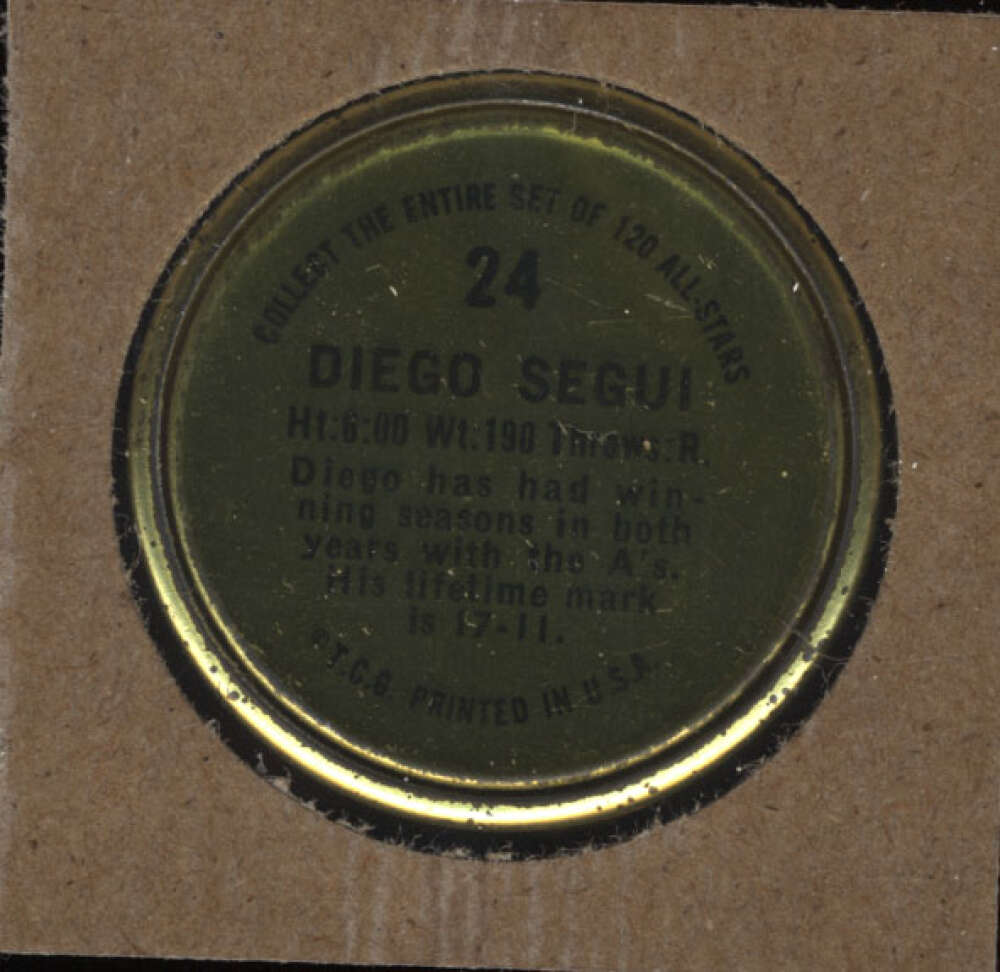 COLLECT THE ENTIRE SET OF 120 ALL-STARS
24
DIEGO SEGUI
Ht:6:00 Wt:190 Throws:R.
Diego has had win-
ning seasons in both
years with the A's.
His lifetime mark
is 17-11.
©T.C.G. PRINTED IN U.S.A.